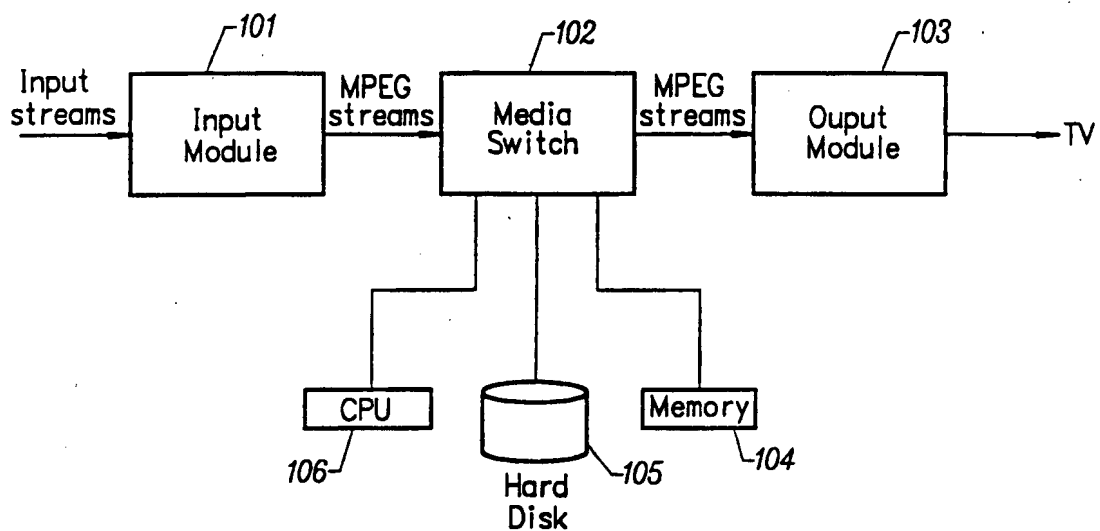 101
102
103
Input
streams
Input
Module
MPEG
streams
Media
Switch
MPEG
streams
Ouput
Module
TV
CPU
Memory
106
105
104
Hard
Disk